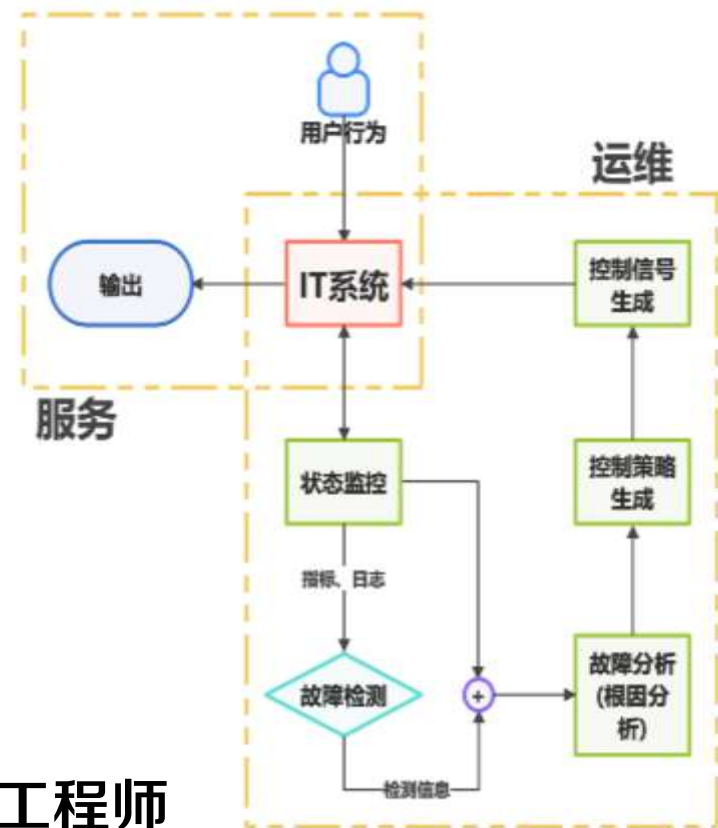 用户行为
运维
输出
IT系统
控制信号
生成
服务
状态监控
控制策略
生成
指标、日志
故障检测
+
故障分析
(根因分
析)
检测信息
工程师